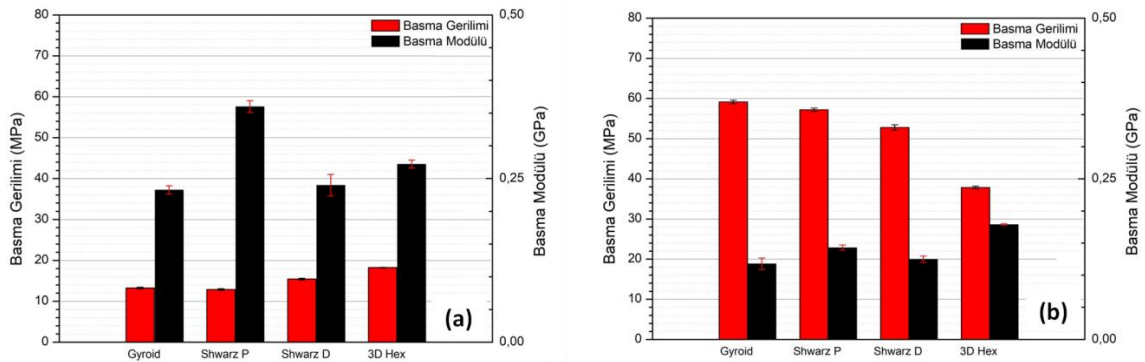 80
70
60
50
40
30
20
10
0
Basma Gerilimi (MPa)
Basma Gerilimi
Basma Modülü
0,50
0,25
0,00
Basma Modülü (GPa)
(a)
Gyroid Shwarz P Shwarz D 3D Hex
80
70
60
50
40
30
20
10
0
Basma Gerilimi (MPa)
Basma Gerilimi
Basma Modülü
0,50
0,25
0,00
Basma Modülü (GPa)
(b)
Gyroid Shwarz P Shwarz D 3D Hex